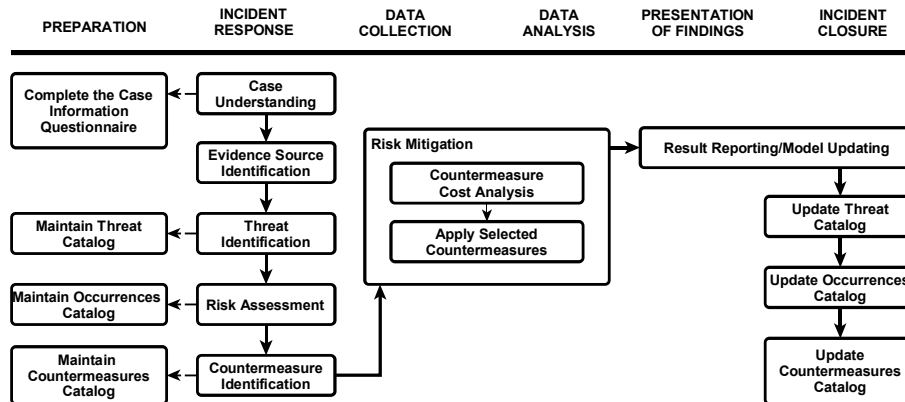 PREPARATION
INCIDENT
RESPONSE
DATA
COLLECTION
DATA
ANALYSIS
PRESENTATION
OF FINDINGS
INCIDENT
CLOSURE
Complete the Case
Information
Questionnaire
Case
Understanding
Evidence Source
Identification
Maintain Threat
Catalog
Threat
Identification
Maintain Occurrences
Catalog
Risk Assessment
Maintain
Countermeasures
Catalog
Countermeasure
Identification
Risk Mitigation
Countermeasure
Cost Analysis
Apply Selected
Countermeasures
Result Reporting/Model Updating
Update Threat
Catalog
Update Occurrences
Catalog
Update
Countermeasures
Catalog